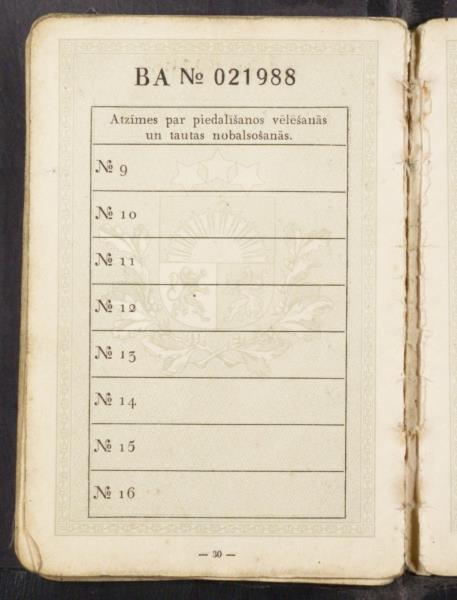 BA № 021988
Atzīmes par piedalīšanos vēlēšanās
un tautas nobalsošanās.
№ 9
№ 10
№ 11
№ 12
№ 13
№ 14
№ 15
№ 16
— 30 —